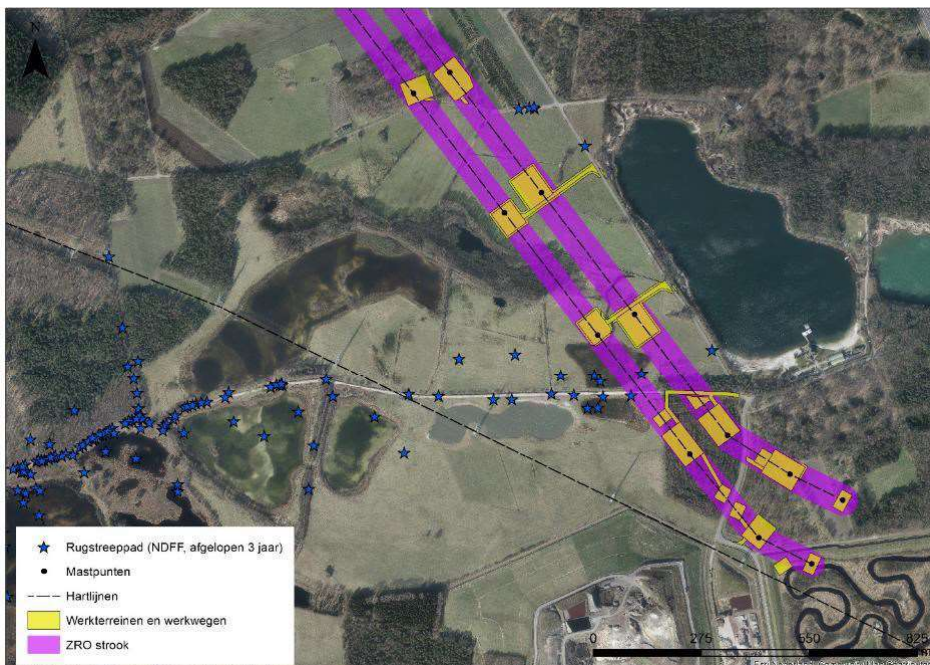 N
Rugstreeppad (NDFF, afgelopen 3 jaar)
Mastpunten
Hartlijnen
Werkterreinen en werkwegen
ZRO strook
0 275 550 825
m